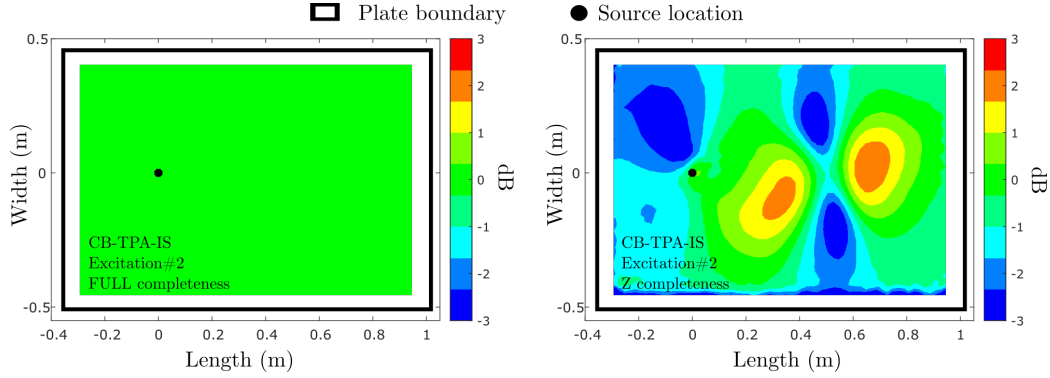 Plate boundary Source location
0.5
0
-0.5
Width (m)
-0.4 -0.2 0 0.2 0.4 0.6 0.8 1
Length (m)
CB-TPA-IS
Excitation#2
FULL completeness
3
2
1
0
-1
-2
-3
dB
0.5
0
-0.5
Width (m)
-0.4 -0.2 0 0.2 0.4 0.6 0.8 1
Length (m)
CB-TPA-IS
Excitation#2
Z completeness
3
2
1
0
-1
-2
-3
dB